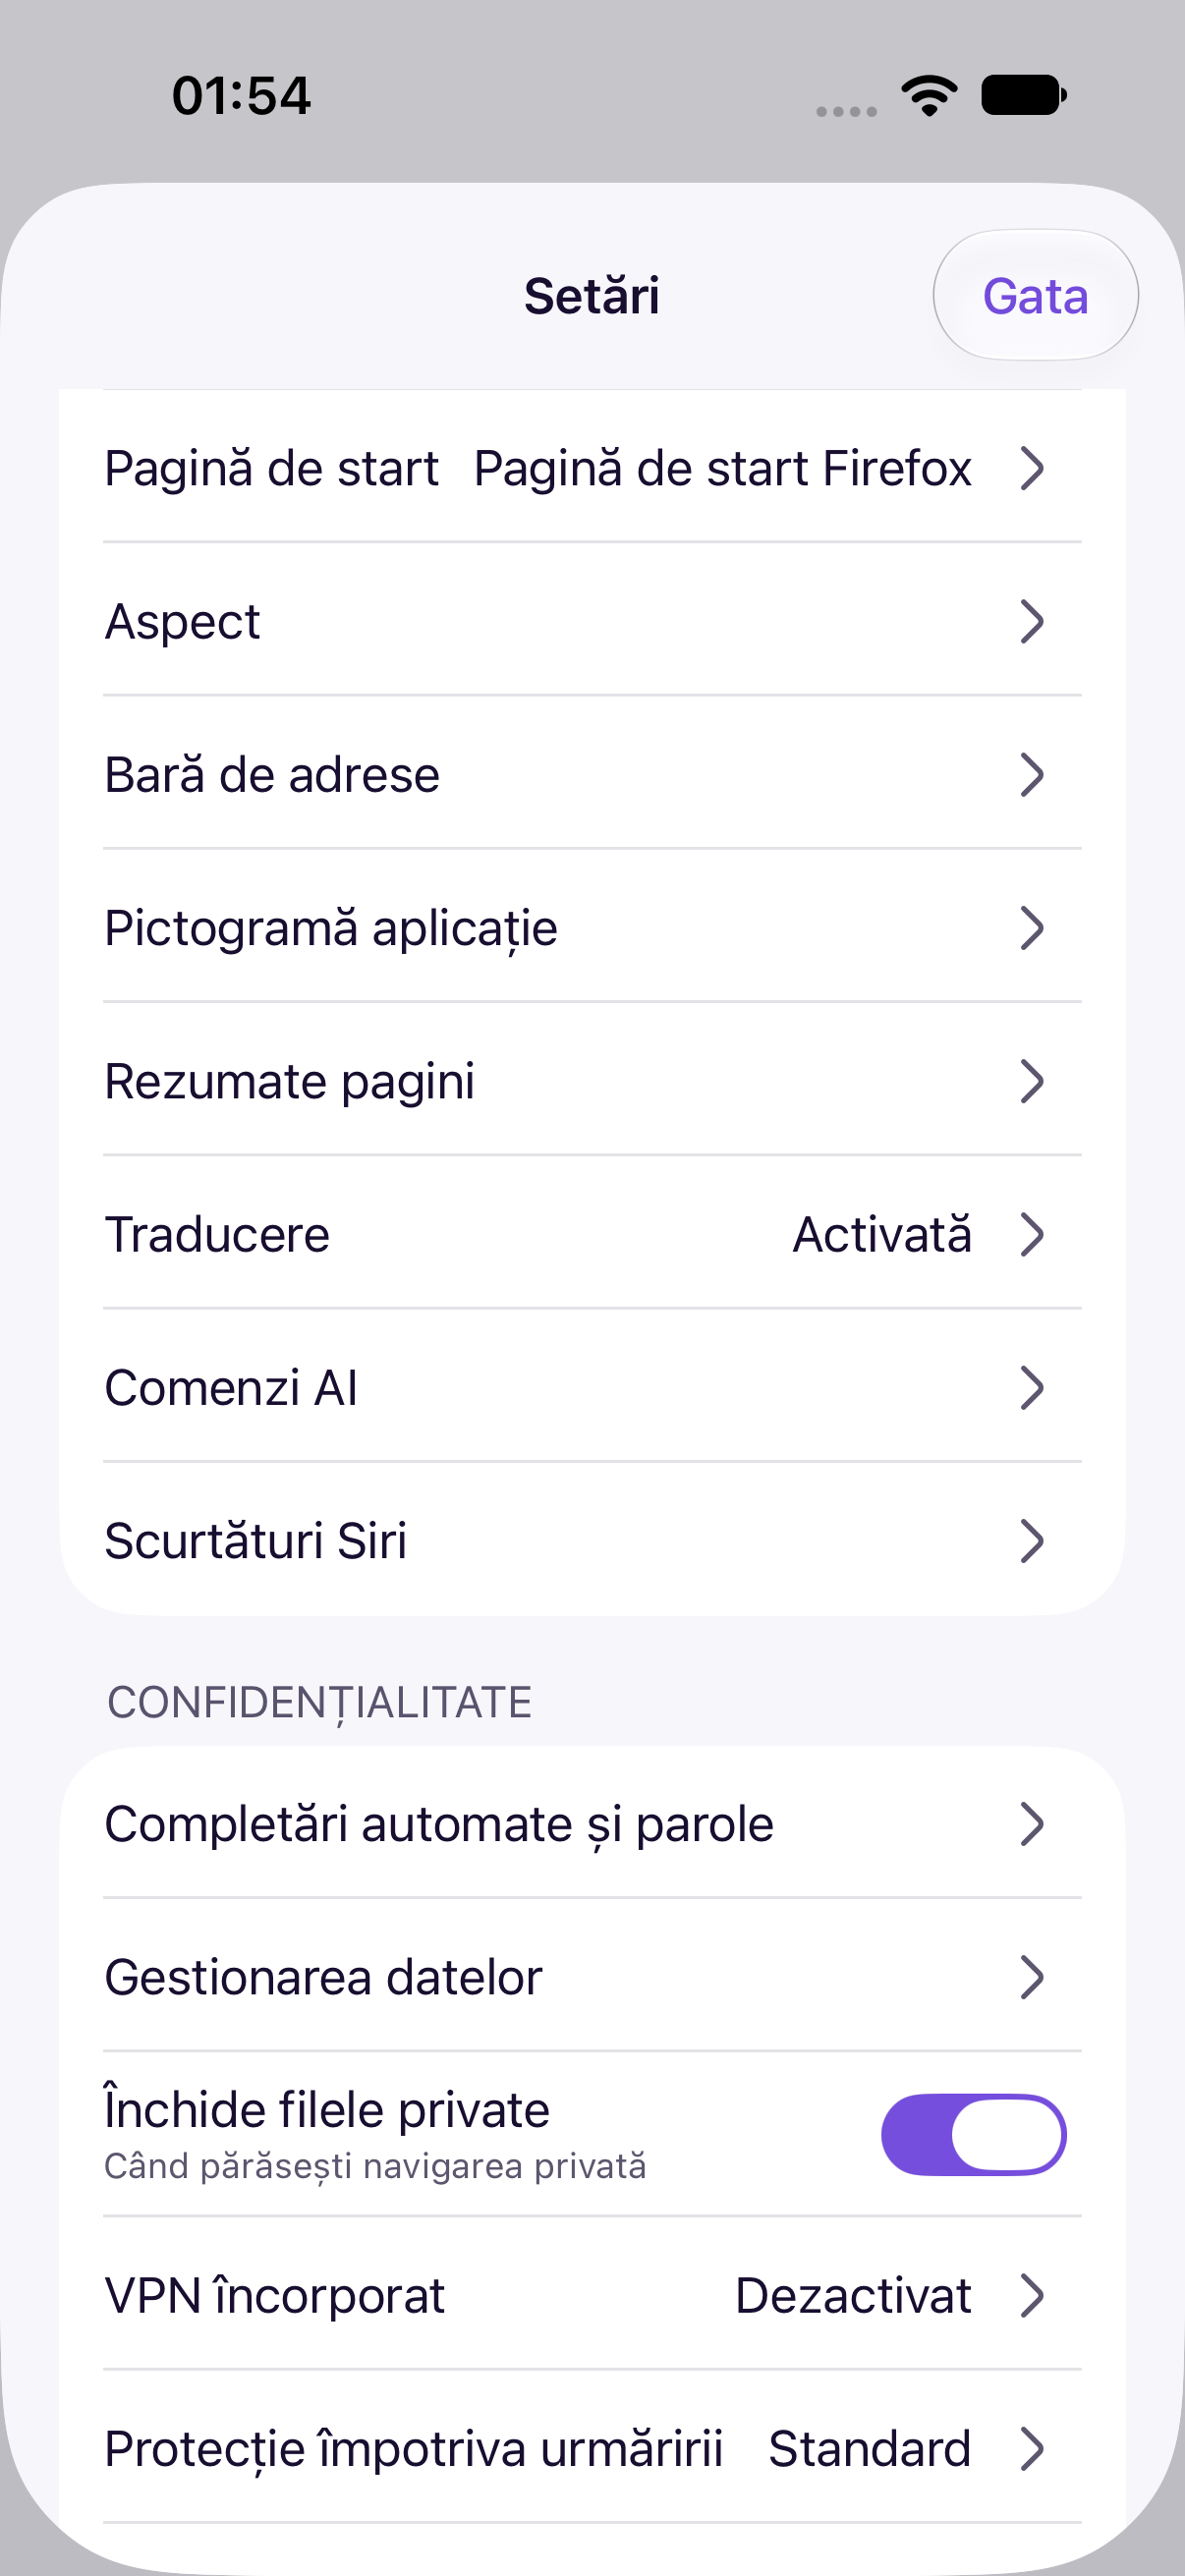 01:54
Setări
Gata
Pagină de start Pagină de start Firefox
Aspect
Bară de adrese
Pictogramă aplicație
Rezumate pagini
Traducere Activată
Comenzi AI
Scurtături Siri
CONFIDENȚIALITATE
Completări automate și parole
Gestionarea datelor
Închide filele private
Când părăsești navigarea privată
VPN încorporat Dezactivat
Protecție împotriva urmăririi Standard